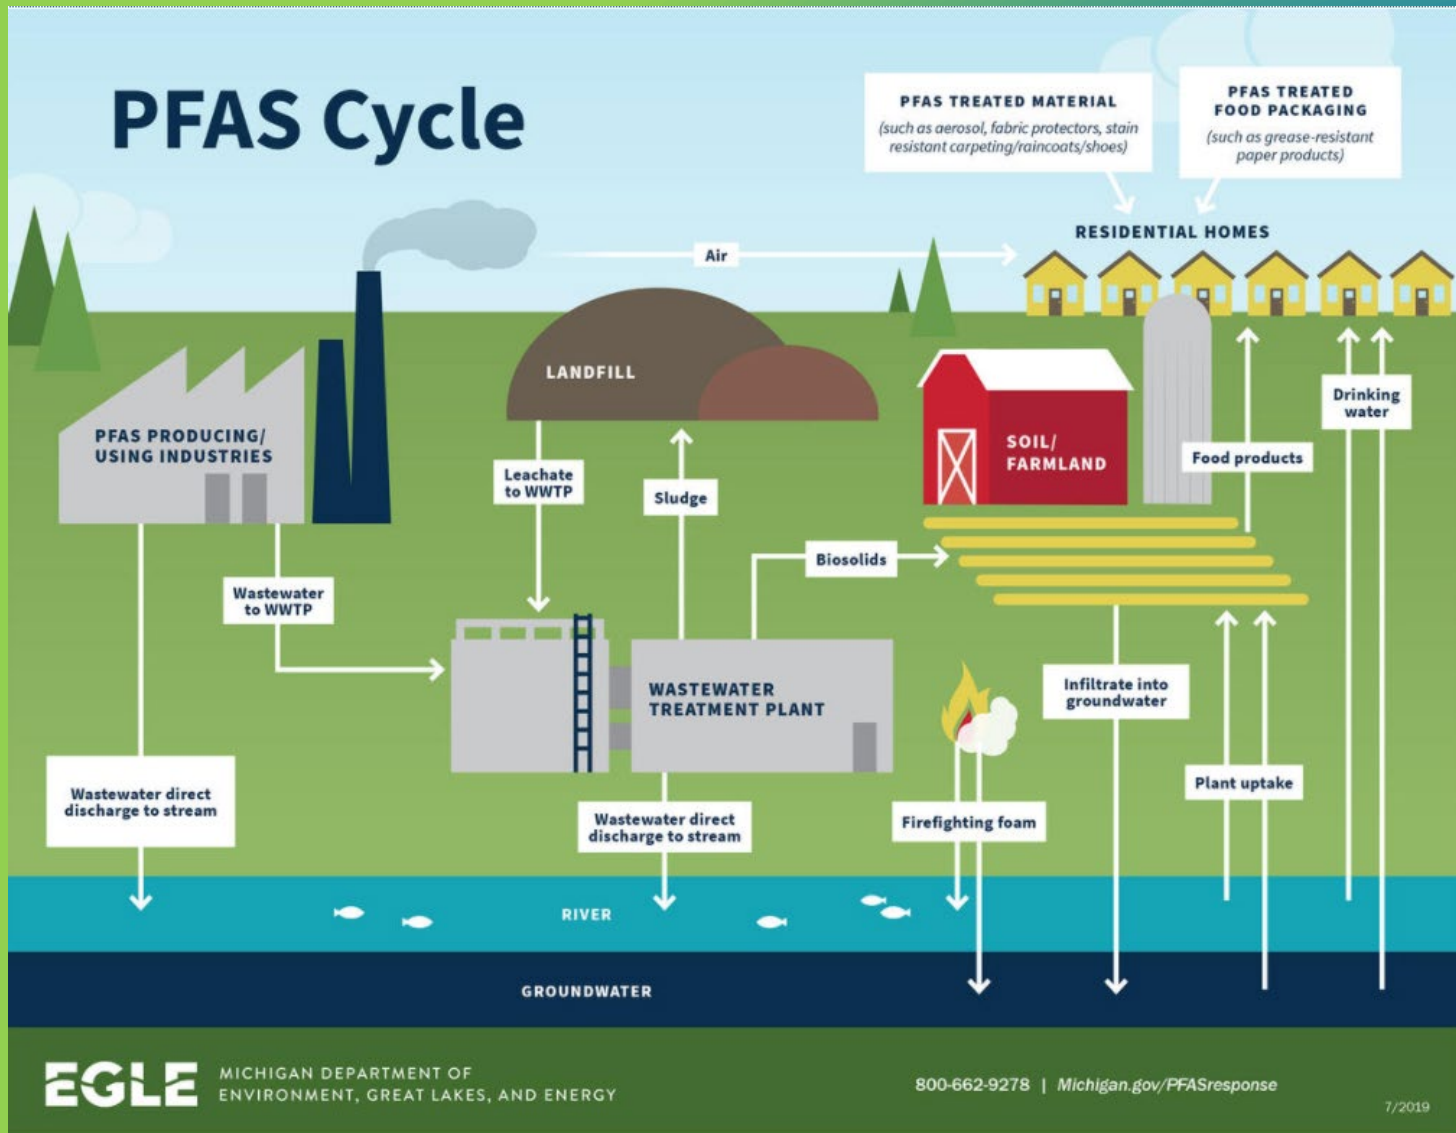 PFAS Cycle
PFAS TREATED MATERIAL
(such as aerosol, fabric protectors, stain
resistant carpeting/raincoats/shoes)
PFAS TREATED
FOOD PACKAGING
(such as grease-resistant
paper products)
RESIDENTIAL HOMES
Air
LANDFILL
PFAS PRODUCING/
USING INDUSTRIES
Leachate
to WWTP
Sludge
SOIL/
FARMLAND
Food products
Drinking
water
Biosolids
Wastewater
to WWTP
WASTEWATER
TREATMENT PLANT
Infiltrate into
groundwater
Plant uptake
Wastewater direct
discharge to stream
Wastewater direct
discharge to stream
Firefighting foam
RIVER
GROUNDWATER
EGLE
MICHIGAN DEPARTMENT OF
ENVIRONMENT, GREAT LAKES, AND ENERGY
800-662-9278 | Michigan.gov/PFASresponse
7/2019